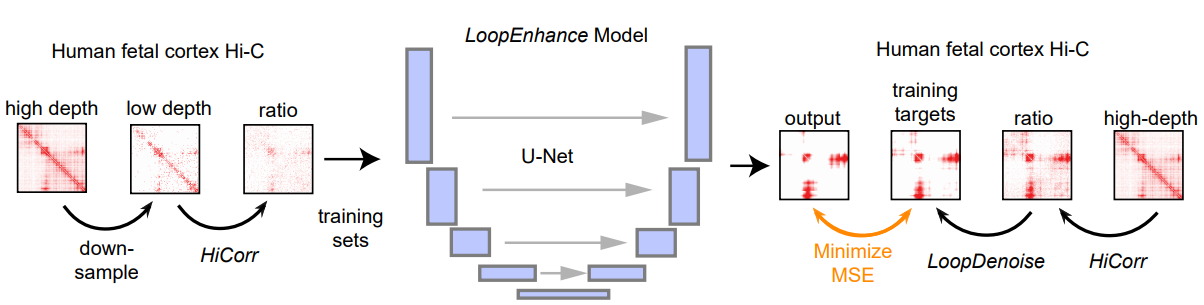 Human fetal cortex Hi-C
high depth
low depth
ratio
down-
sample
HiCorr
training
sets
LoopEnhance Model
U-Net
Human fetal cortex Hi-C
output
training
targets
ratio
high-depth
Minimize
MSE
LoopDenoise
HiCorr